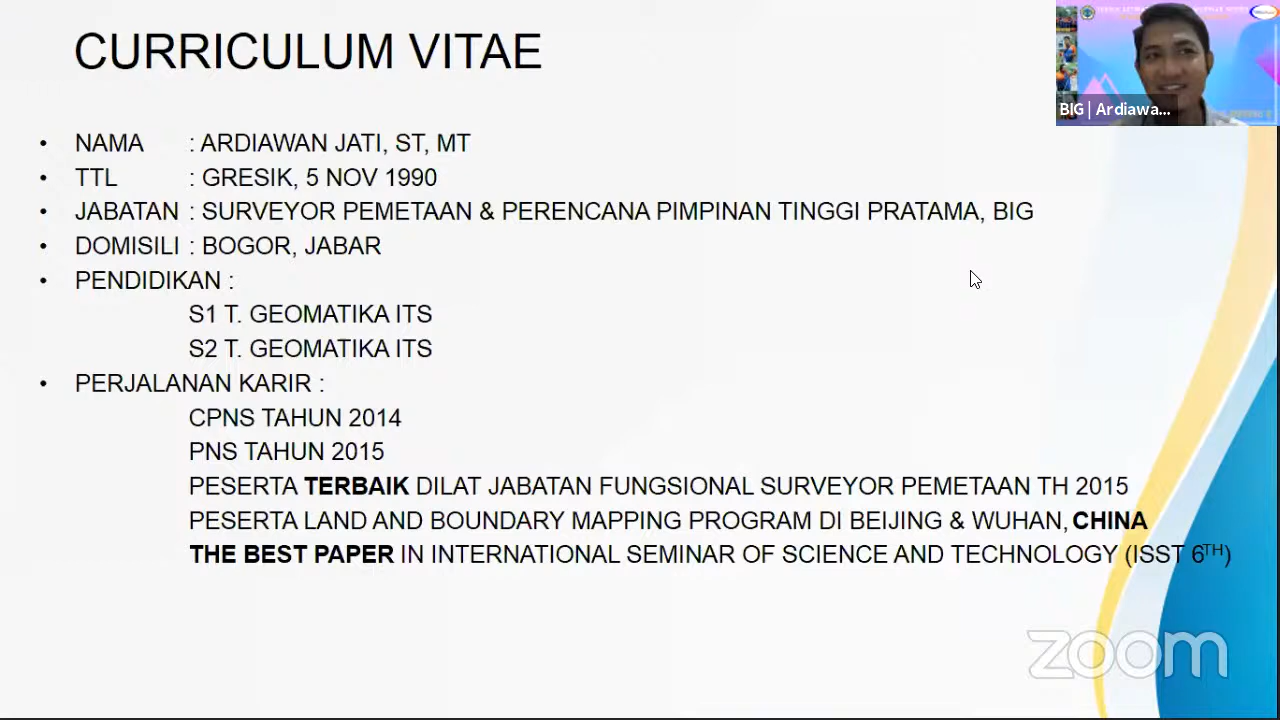 CURRICULUM VITAE
BIG | Ardiawa...
• NAMA : ARDIAWAN JATI, ST, MT
• TTL : GRESIK, 5 NOV 1990
• JABATAN : SURVEYOR PEMETAAN & PERENCANA PIMPINAN TINGGI PRATAMA, BIG
• DOMISILI : BOGOR, JABAR
• PENDIDIKAN :
S1 T. GEOMATIKA ITS
S2 T. GEOMATIKA ITS
• PERJALANAN KARIR :
CPNS TAHUN 2014
PNS TAHUN 2015
PESERTA TERBAIK DILAT JABATAN FUNGSIONAL SURVEYOR PEMETAAN TH 2015
PESERTA LAND AND BOUNDARY MAPPING PROGRAM DI BEIJING & WUHAN, CHINA
THE BEST PAPER IN INTERNATIONAL SEMINAR OF SCIENCE AND TECHNOLOGY (ISST 6TH)
zoom